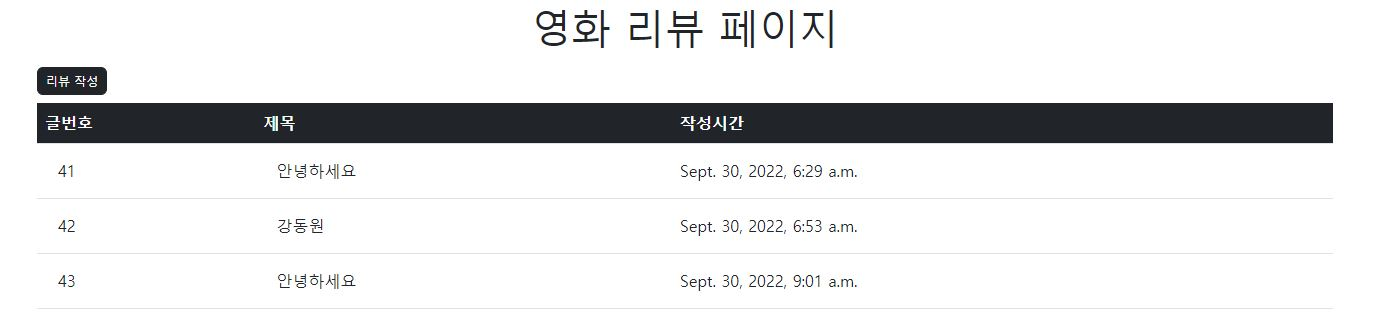 영화 리뷰 페이지
리뷰 작성
글번호 제목 작성시간
41 안녕하세요 Sept. 30, 2022, 6:29 a.m.
42 강동원 Sept. 30, 2022, 6:53 a.m.
43 안녕하세요 Sept. 30, 2022, 9:01 a.m.